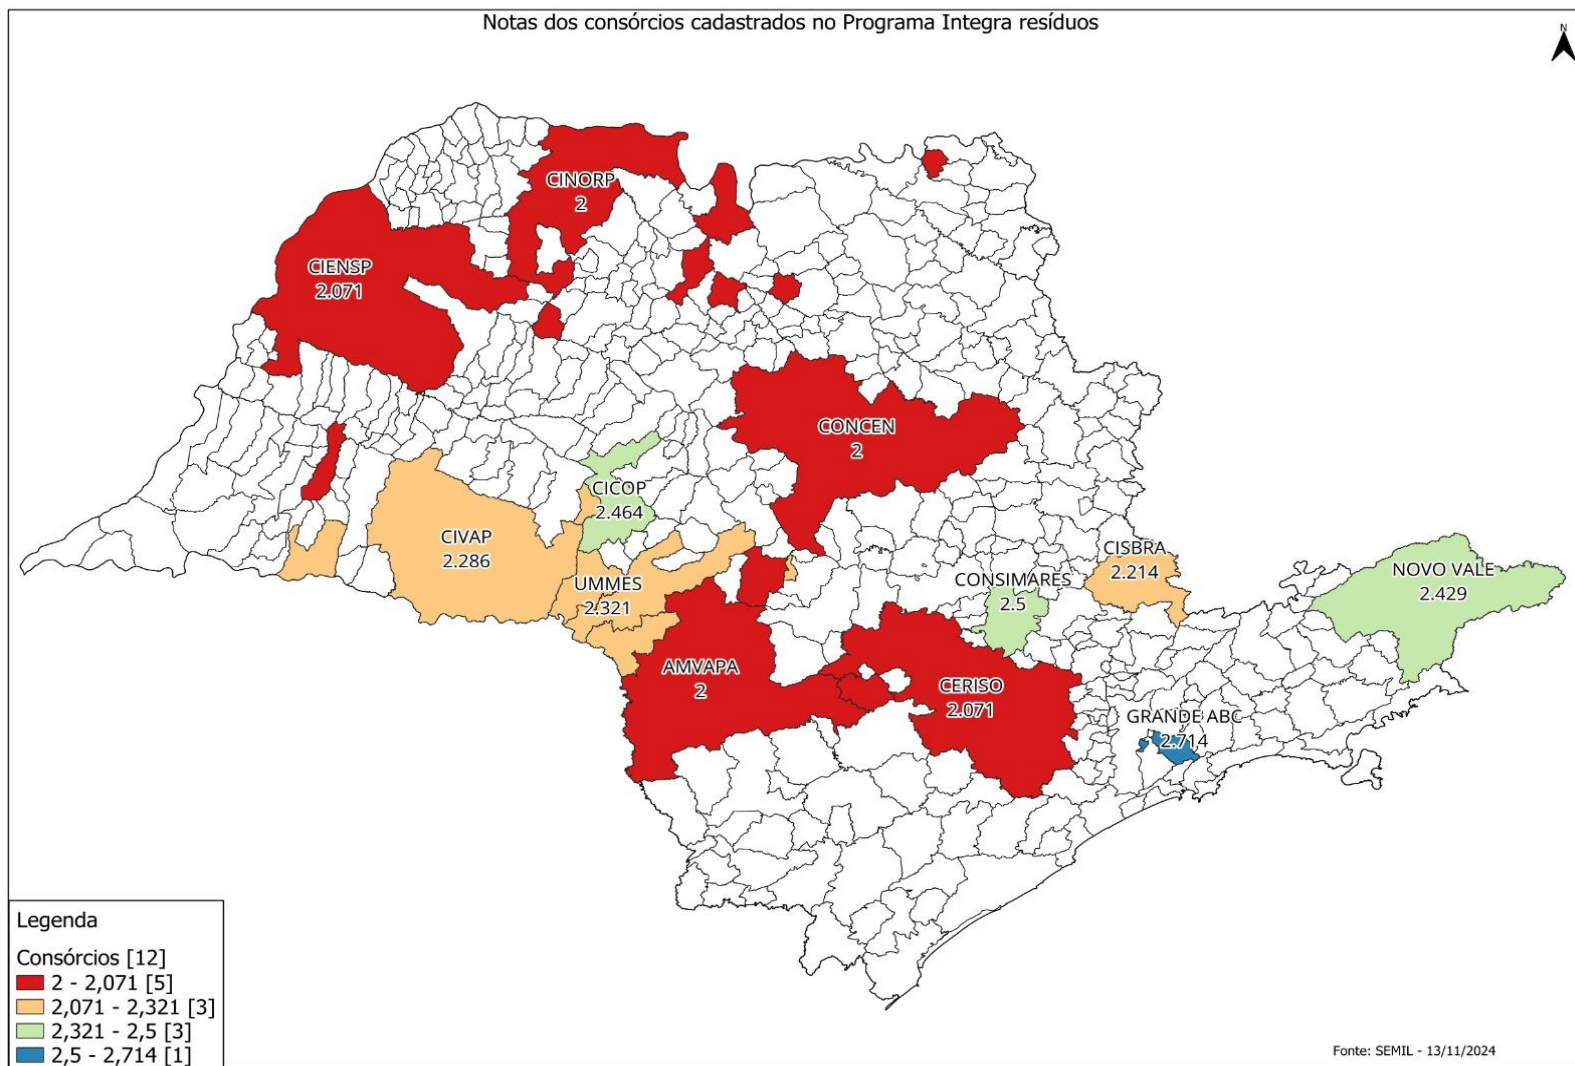 Notas dos consórcios cadastrados no Programa Integra resíduos
N
CINORP
2
CIENSP
2.071
CONCEN
2
CICOP
2.464
CIVAP
2.286
UMMES
2.321
CISBRA
2.214
CONSIMARES
2.5
NOVO VALE
2.429
AMVAPA
2
CERISO
2.071
GRANDE ABC
2.714
Legenda
Consórcios [12]
2 - 2,071 [5]
2,071 - 2,321 [3]
2,321 - 2,5 [3]
2,5 - 2,714 [1]
Fonte: SEMIL - 13/11/2024